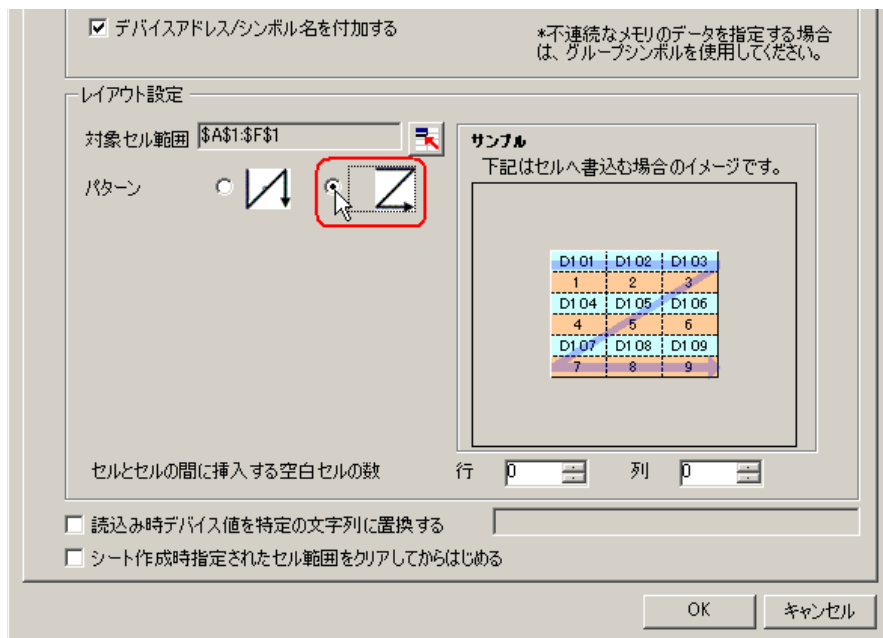 デバイスアドレス/シンボル名を付加する
*不連続なメモリのデータを指定する場合
は、グループシンボルを使用してください。
レイアウト設定
対象セル範囲 $A$1:$F$1
パターン
サンプル
下記はセルへ書込む場合のイメージです。
D101 D102 D103
1 2 3
D104 D105 D106
4 5 6
D107 D108 D109
7 8 9
セルとセルの間に挿入する空白セルの数 行 0 列 0
読込み時デバイス値を特定の文字列に置換する
シート作成時指定されたセル範囲をクリアしてからはじめる
OK キャンセル